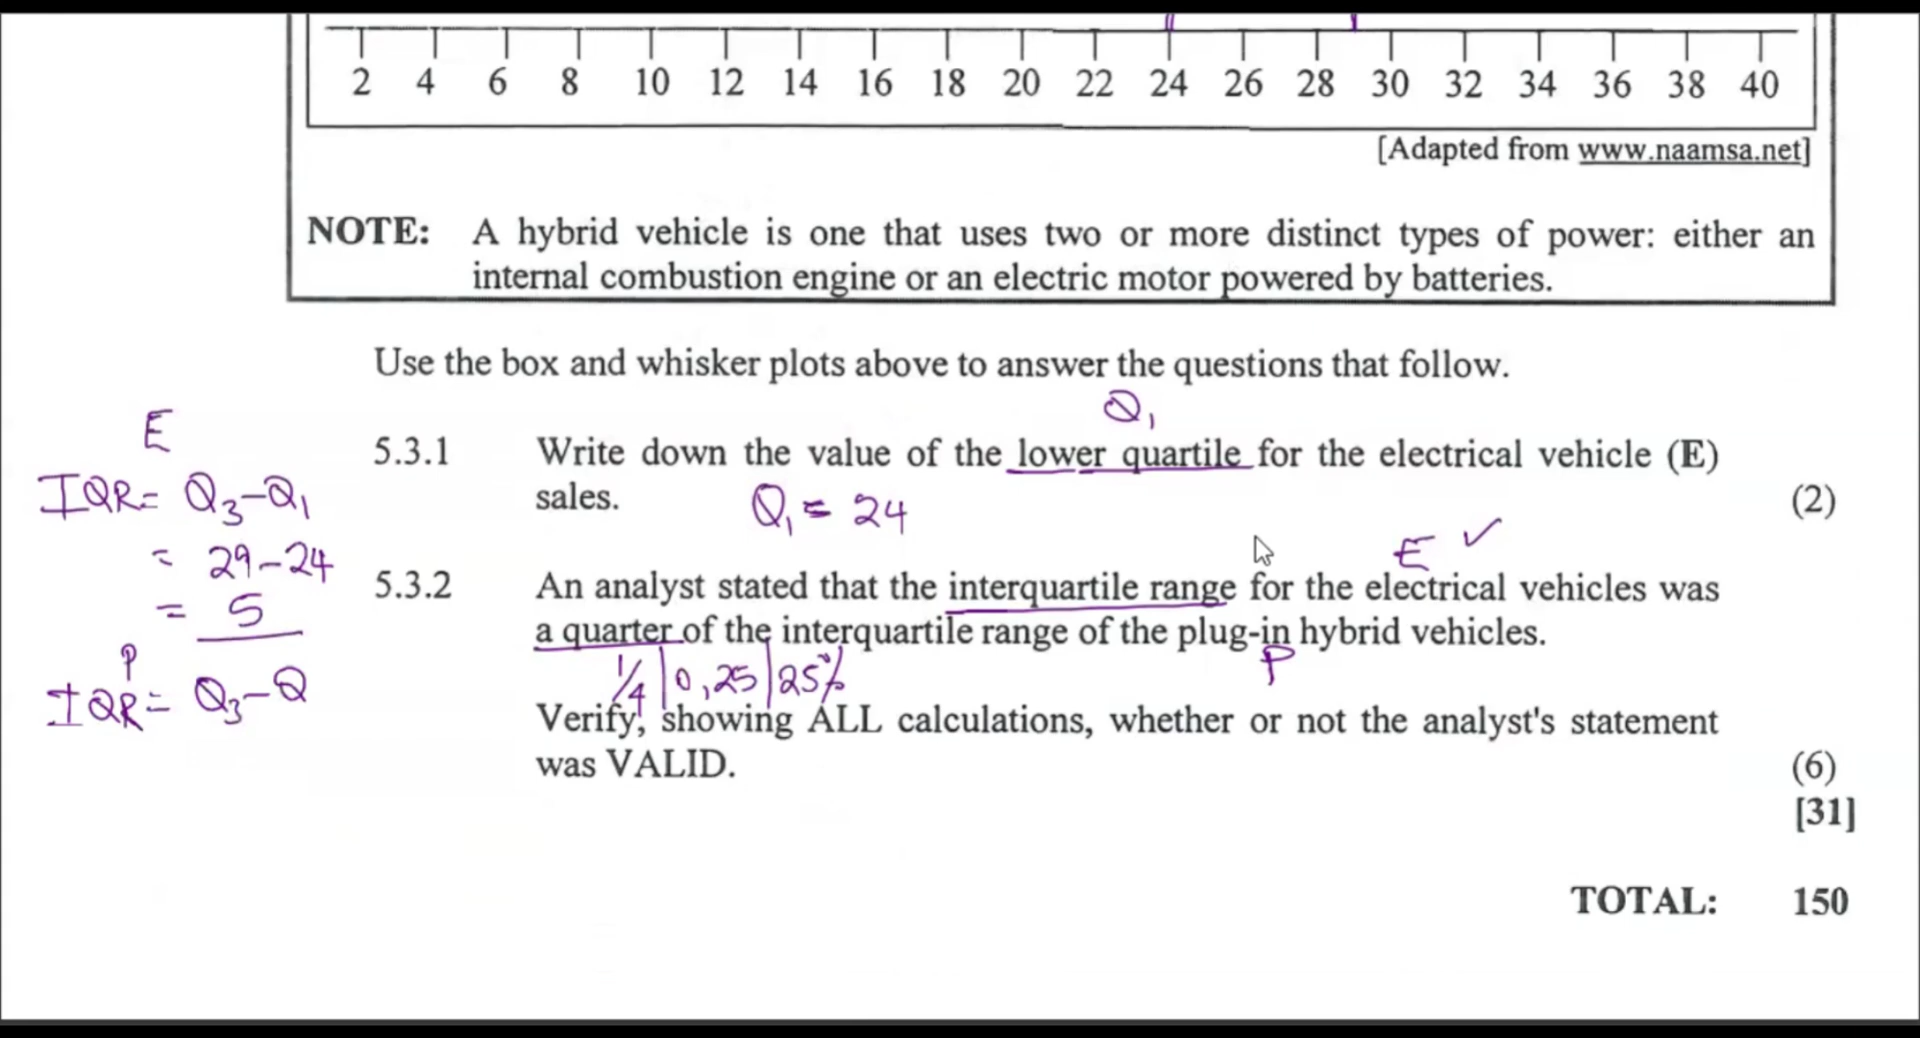 2 4 6 8 10 12 14 16 18 20 22 24 26 28 30 32 34 36 38 40
[Adapted from www.naamsa.net]
NOTE: A hybrid vehicle is one that uses two or more distinct types of power: either an
internal combustion engine or an electric motor powered by batteries.
Use the box and whisker plots above to answer the questions that follow.
Q₁
5.3.1 Write down the value of the lower quartile for the electrical vehicle (E)
sales. (2)
Q₁ = 24
E ✓
5.3.2 An analyst stated that the interquartile range for the electrical vehicles was
a quarter of the interquartile range of the plug-in hybrid vehicles.
1/4 | 0,25 | 25%
P
Verify, showing ALL calculations, whether or not the analyst's statement
was VALID. (6)
[31]
TOTAL: 150
E
IQR = Q₃-Q₁
= 29-24
= 5
P
IQR = Q₃-Q